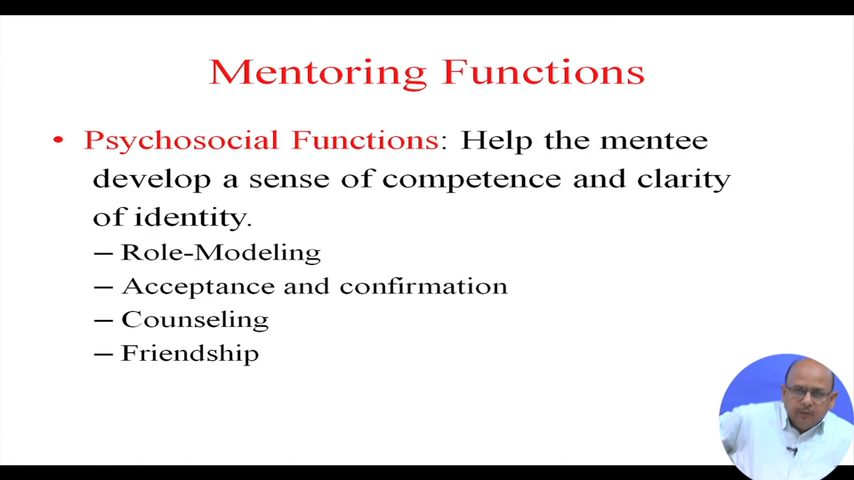 Mentoring Functions
• Psychosocial Functions: Help the mentee
develop a sense of competence and clarity
of identity.
– Role-Modeling
– Acceptance and confirmation
– Counseling
– Friendship